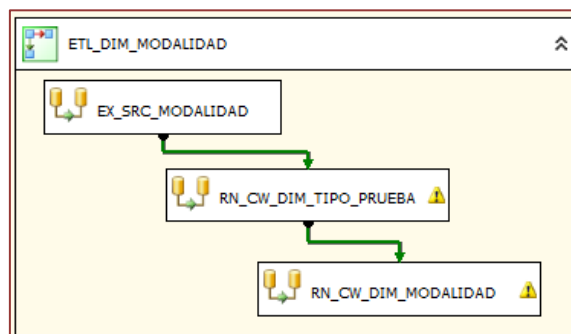 ETL_DIM_MODALIDAD
EX_SRC_MODALIDAD
RN_CW_DIM_TIPO_PRUEBA
RN_CW_DIM_MODALIDAD